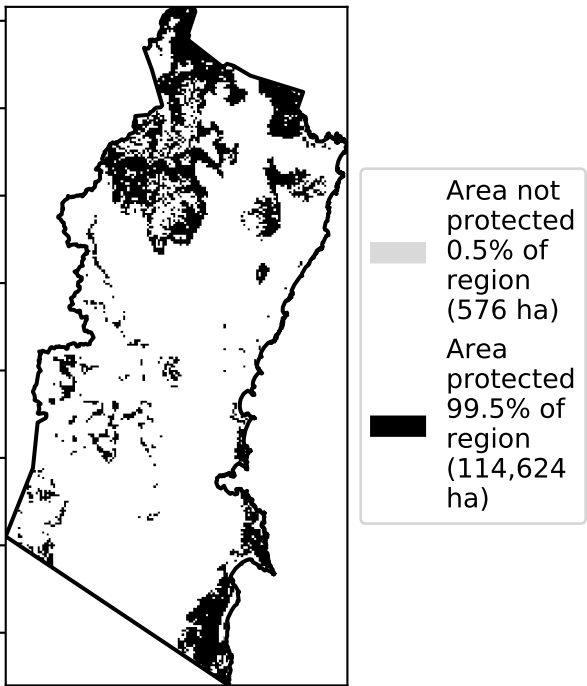 Area not
protected
0.5% of
region
(576 ha)
Area
protected
99.5% of
region
(114,624
ha)